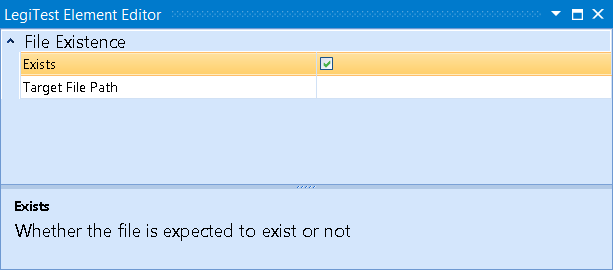 LegiTest Element Editor
File Existence
Exists
Target File Path
Exists
Whether the file is expected to exist or not